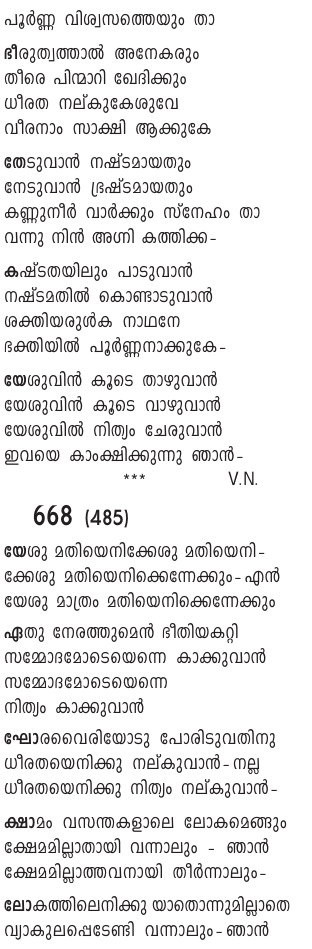 പൂർണ്ണ വിശ്വസത്തെയും താ
ഭീരുത്വത്താൽ അനേകരും
തീരെ പിന്മാറി ഖേദിക്കും
ധീരത നല്കുകേശുവേ
വീരനാം സാക്ഷി ആക്കുകേ
തേടുവാൻ നഷ്ടമായതും
നേടുവാൻ ഭ്രഷ്ടമായതും
കണ്ണുനീർ വാർക്കും സ്നേഹം താ
വന്നു നിൻ അഗ്നി കത്തിക്ക-
കഷ്ടതയിലും പാടുവാൻ
നഷ്ടമതിൽ കൊണ്ടാടുവാൻ
ശക്തിയരുൾക നാഥനേ
ഭക്തിയിൽ പൂർണ്ണനാക്കുകേ-
യേശുവിൻ കൂടെ താഴുവാൻ
യേശുവിൻ കൂടെ വാഴുവാൻ
യേശുവിൽ നിത്യം ചേരുവാൻ
ഇവയെ കാംക്ഷിക്കുന്നു ഞാൻ-
*** V.N.
668 (485)
യേശു മതിയെനിക്കേശു മതിയെനി-
ക്കേശു മതിയെനിക്കെന്നേക്കും-എൻ
യേശു മാത്രം മതിയെനിക്കെന്നേക്കും
ഏതു നേരത്തുമെൻ ഭീതിയകറ്റി
സമ്മോദമോടെയെന്നെ കാക്കുവാൻ
സമ്മോദമോടെയെന്നെ
നിത്യം കാക്കുവാൻ
ഘോരവൈരിയോടു പോരിടുവതിനു
ധീരതയെനിക്കു നല്കുവാൻ-നല്ല
ധീരതയെനിക്കു നിത്യം നല്കുവാൻ-
ക്ഷാമം വസന്തകളാലെ ലോകമെങ്ങും
ക്ഷേമമില്ലാതായി വന്നാലും - ഞാൻ
ക്ഷേമമില്ലാത്തവനായി തീർന്നാലും-
ലോകത്തിലെനിക്കു യാതൊന്നുമില്ലാതെ
വ്യാകുലപ്പെടേണ്ടി വന്നാലും-ഞാൻ